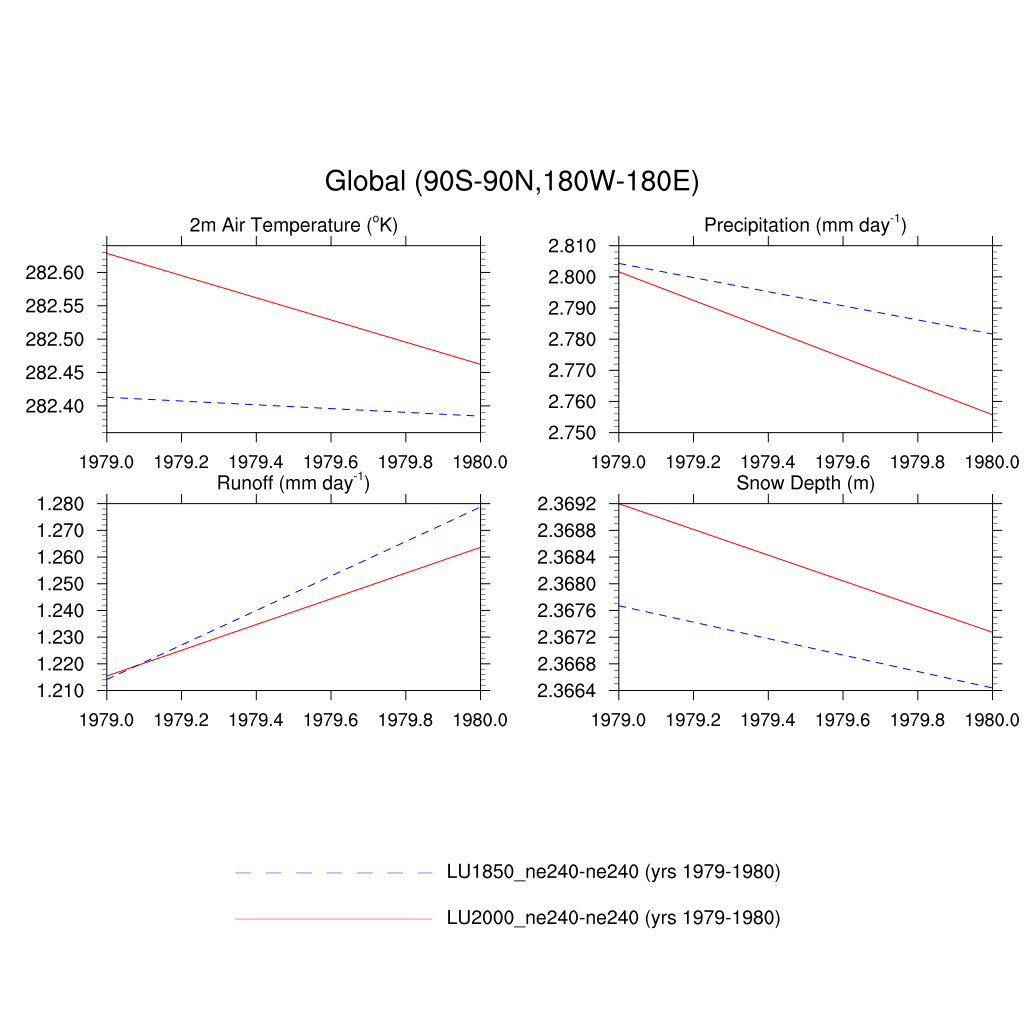 Global (90S-90N,180W-180E)
2m Air Temperature (°K)
282.60
282.55
282.50
282.45
282.40
1979.0 1979.2 1979.4 1979.6 1979.8 1980.0
Precipitation (mm day⁻¹)
2.810
2.800
2.790
2.780
2.770
2.760
2.750
1979.0 1979.2 1979.4 1979.6 1979.8 1980.0
Runoff (mm day⁻¹)
1.280
1.270
1.260
1.250
1.240
1.230
1.220
1.210
1979.0 1979.2 1979.4 1979.6 1979.8 1980.0
Snow Depth (m)
2.3692
2.3688
2.3684
2.3680
2.3676
2.3672
2.3668
2.3664
1979.0 1979.2 1979.4 1979.6 1979.8 1980.0
LU1850_ne240-ne240 (yrs 1979-1980)
LU2000_ne240-ne240 (yrs 1979-1980)